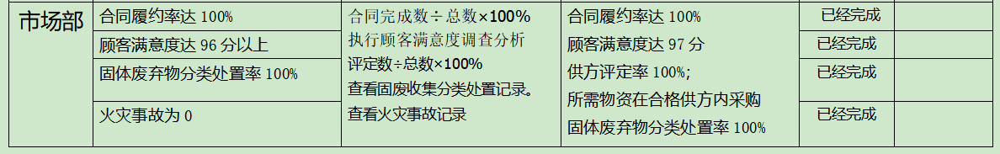 市场部
合同履约率达 100%
顾客满意度达 96 分以上
固体废弃物分类处置率 100%
火灾事故为 0
合同完成数÷总数×100%
执行顾客满意度调查分析
评定数÷总数×100%
查看固废收集分类处置记录。
查看火灾事故记录
合同履约率达 100%
顾客满意度达 97 分
供方评定率 100%;
所需物资在合格供方内采购
固体废弃物分类处置率 100%
已经完成
已经完成
已经完成
已经完成